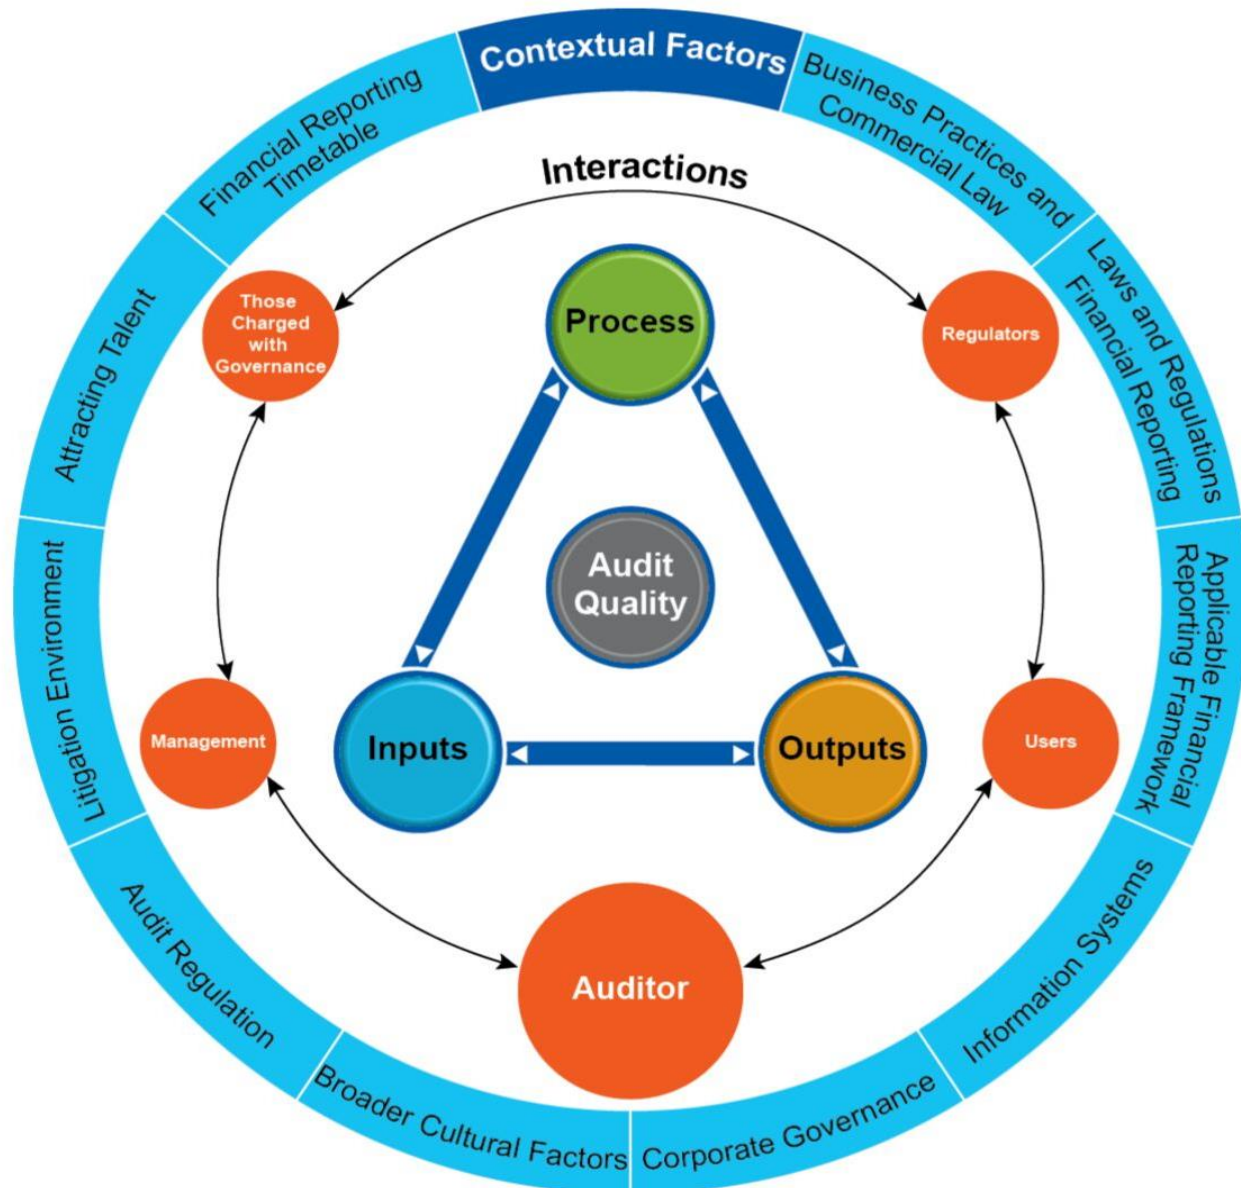 Contextual Factors
Business Practices and
Commercial Law
Laws and Regulations
Financial Reporting
Applicable Financial
Reporting Framework
Information Systems
Corporate Governance
Broader Cultural Factors
Audit Regulation
Litigation Environment
Attracting Talent
Financial Reporting
Timetable
Interactions
Those
Charged
with
Governance
Regulators
Management
Users
Auditor
Process
Audit
Quality
Inputs
Outputs